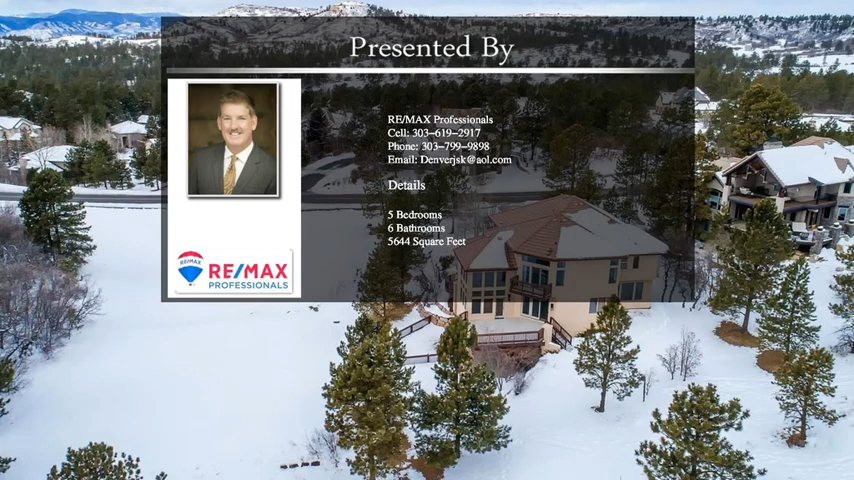 Presented By
RE/MAX Professionals
Cell: 303-619-2917
Phone: 303-799-9898
Email: Denverjsk@aol.com
Details
5 Bedrooms
6 Bathrooms
5644 Square Feet
RE/MAX
RE/MAX
PROFESSIONALS